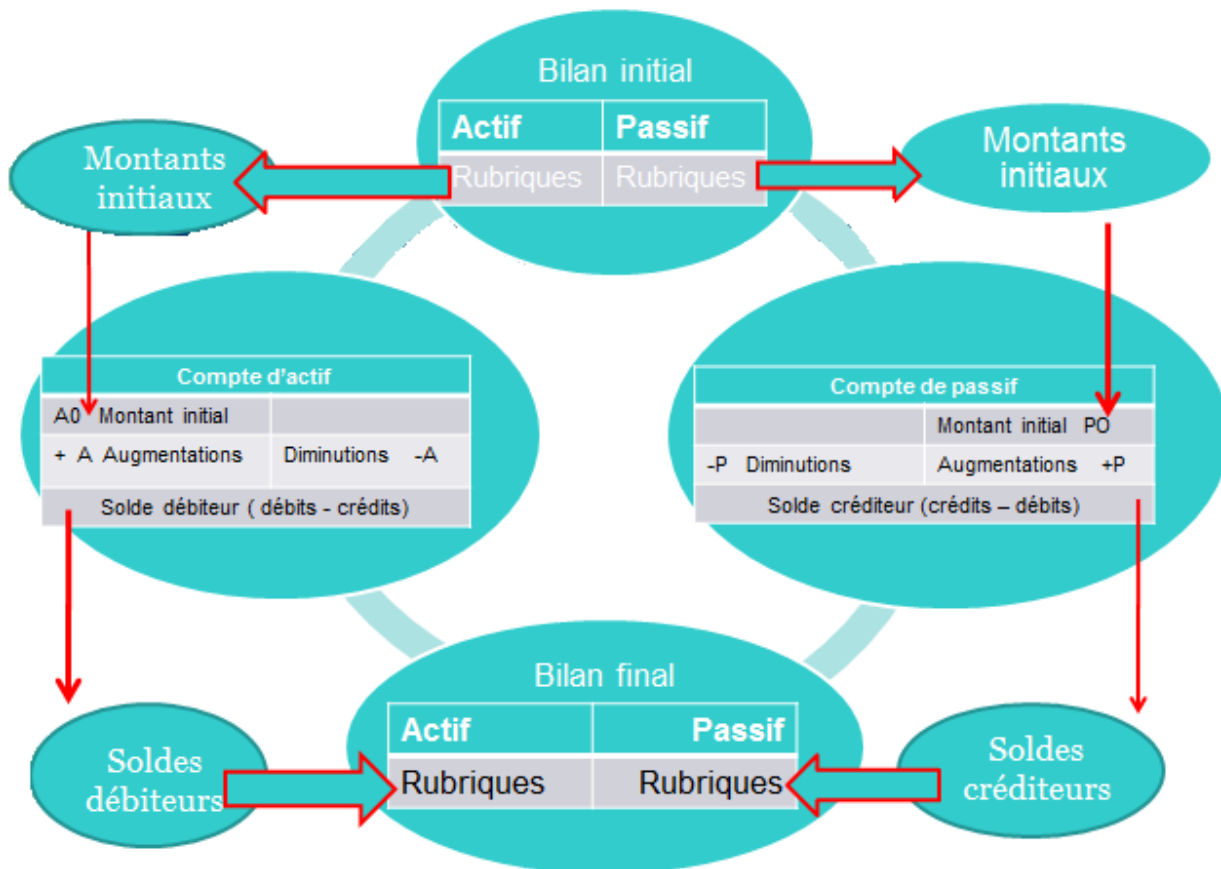 Bilan initial
Actif Passif
Rubriques Rubriques
Montants
initiaux
Montants
initiaux
Compte d'actif
A0 Montant initial
+ A Augmentations Diminutions -A
Solde débiteur ( débits - crédits)
Compte de passif
Montant initial PO
-P Diminutions Augmentations +P
Solde créditeur (crédits – débits)
Bilan final
Actif Passif
Rubriques Rubriques
Soldes
débiteurs
Soldes
créditeurs